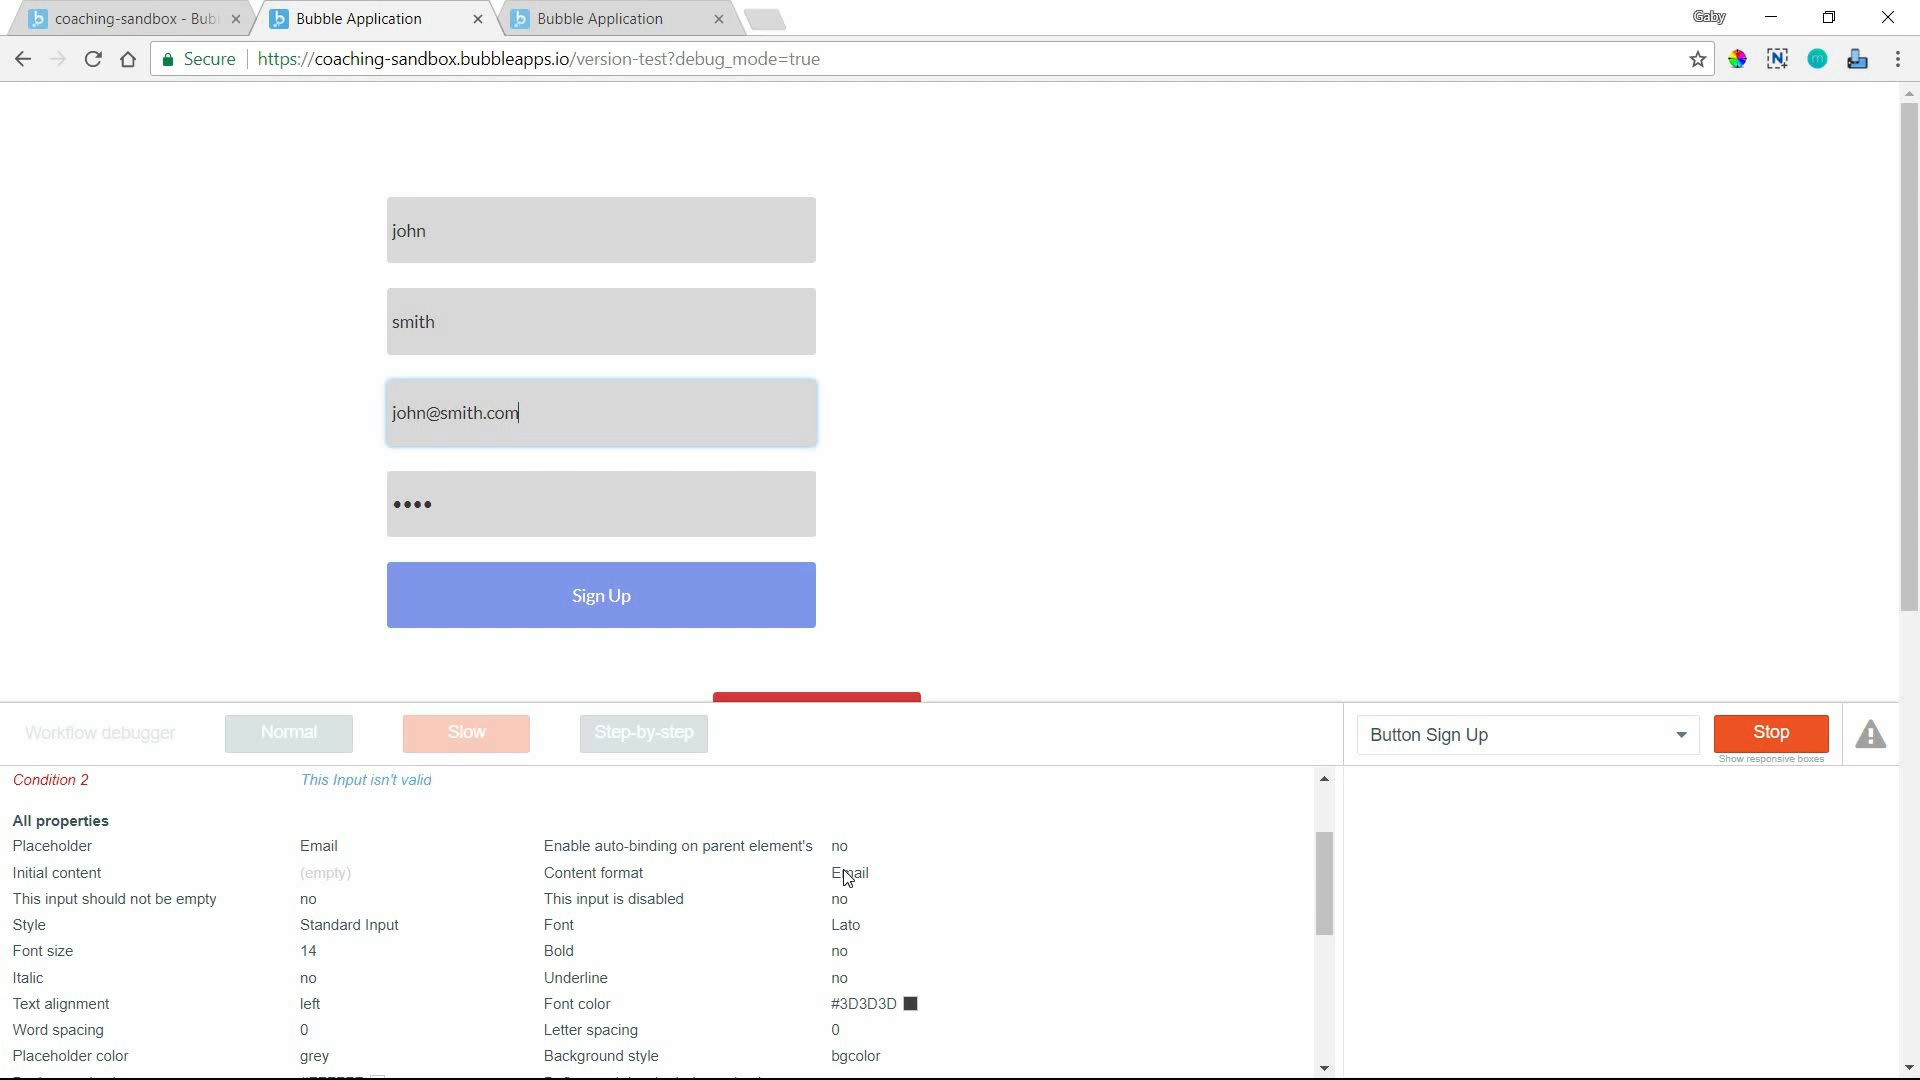 coaching-sandbox - Bub
Bubble Application
Bubble Application
Gaby
Secure
https://coaching-sandbox.bubbleapps.io/version-test?debug_mode=true
john
smith
john@smith.com
••••
Sign Up
Workflow debugger
Normal
Slow
Step-by-step
Button Sign Up
Stop
Show responsive boxes
Condition 2 This Input isn't valid
All properties
Placeholder Email Enable auto-binding on parent element's no
Initial content (empty) Content format Email
This input should not be empty no This input is disabled no
Style Standard Input Font Lato
Font size 14 Bold no
Italic no Underline no
Text alignment left Font color #3D3D3D
Word spacing 0 Letter spacing 0
Placeholder color grey Background style bgcolor